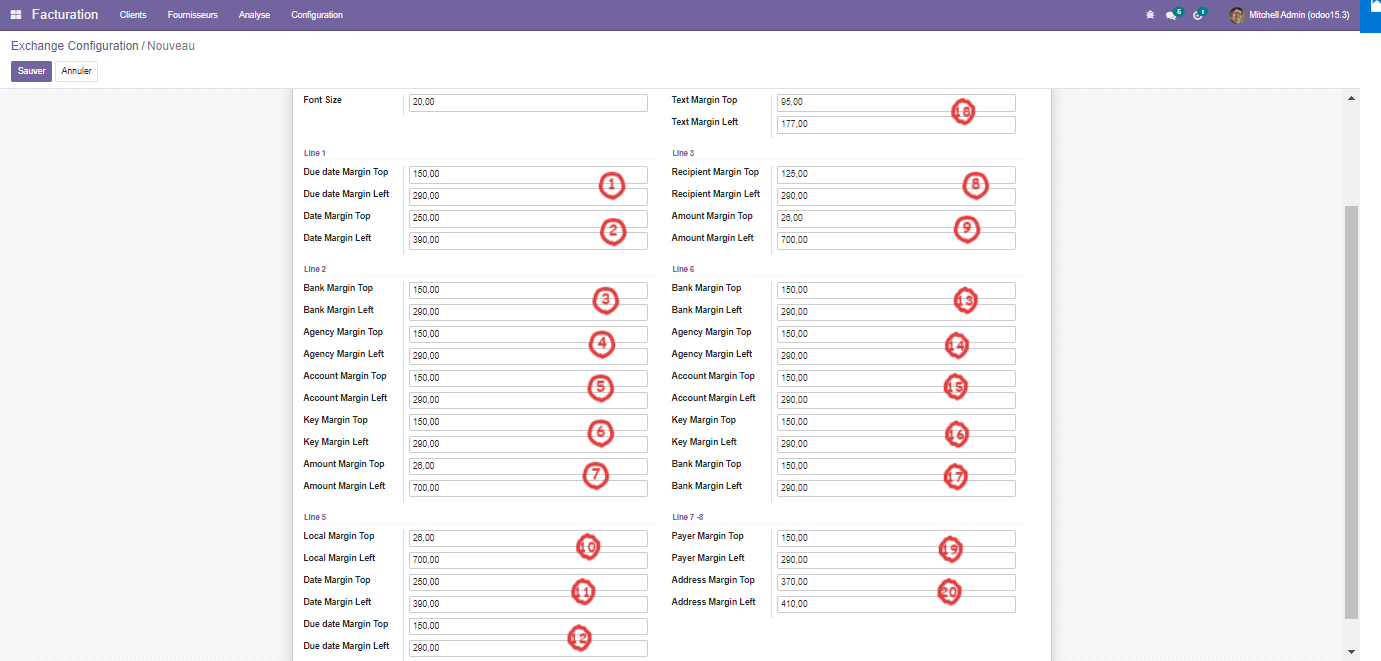 Facturation Clients Fournisseurs Analyse Configuration 6 1 Mitchell Admin (odoo15.3)
Exchange Configuration / Nouveau
Sauver Annuler
Font Size 20,00
Text Margin Top 95,00
18
Text Margin Left 177,00
Line 1
Due date Margin Top 150,00
1
Due date Margin Left 290,00
Date Margin Top 250,00
2
Date Margin Left 390,00
Line 3
Recipient Margin Top 125,00
8
Recipient Margin Left 290,00
Amount Margin Top 26,00
9
Amount Margin Left 700,00
Line 2
Bank Margin Top 150,00
3
Bank Margin Left 290,00
Agency Margin Top 150,00
4
Agency Margin Left 290,00
Account Margin Top 150,00
5
Account Margin Left 290,00
Key Margin Top 150,00
6
Key Margin Left 290,00
Amount Margin Top 26,00
7
Amount Margin Left 700,00
Line 6
Bank Margin Top 150,00
13
Bank Margin Left 290,00
Agency Margin Top 150,00
14
Agency Margin Left 290,00
Account Margin Top 150,00
15
Account Margin Left 290,00
Key Margin Top 150,00
16
Key Margin Left 290,00
Bank Margin Top 150,00
17
Bank Margin Left 290,00
Line 5
Local Margin Top 26,00
10
Local Margin Left 700,00
Date Margin Top 250,00
11
Date Margin Left 390,00
Due date Margin Top 150,00
12
Due date Margin Left 290,00
Line 7 -8
Payer Margin Top 150,00
19
Payer Margin Left 290,00
Address Margin Top 370,00
20
Address Margin Left 410,00